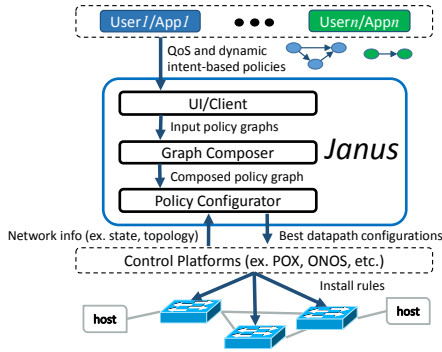 User1/App1 ••• Usern/Appn
QoS and dynamic
intent-based policies
UI/Client
Input policy graphs
Graph Composer
Janus
Composed policy graph
Policy Configurator
Network info (ex. state, topology)
Best datapath configurations
Control Platforms (ex. POX, ONOS, etc.)
Install rules
host
host